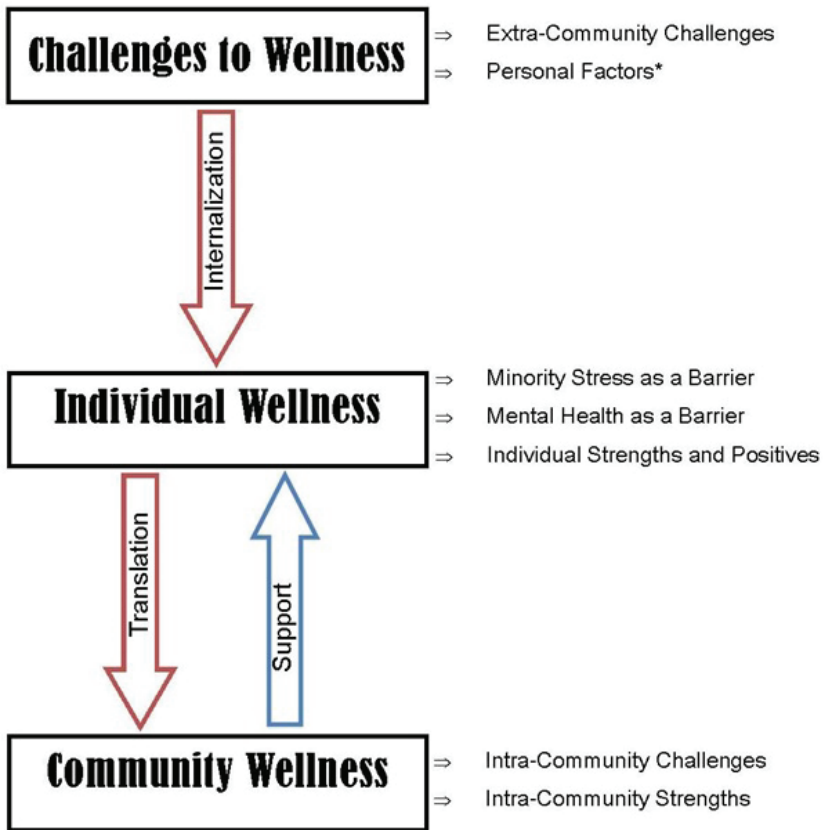 Challenges to Wellness
⇒ Extra-Community Challenges
⇒ Personal Factors*
Internalization
Individual Wellness
⇒ Minority Stress as a Barrier
⇒ Mental Health as a Barrier
⇒ Individual Strengths and Positives
Translation
Support
Community Wellness
⇒ Intra-Community Challenges
⇒ Intra-Community Strengths